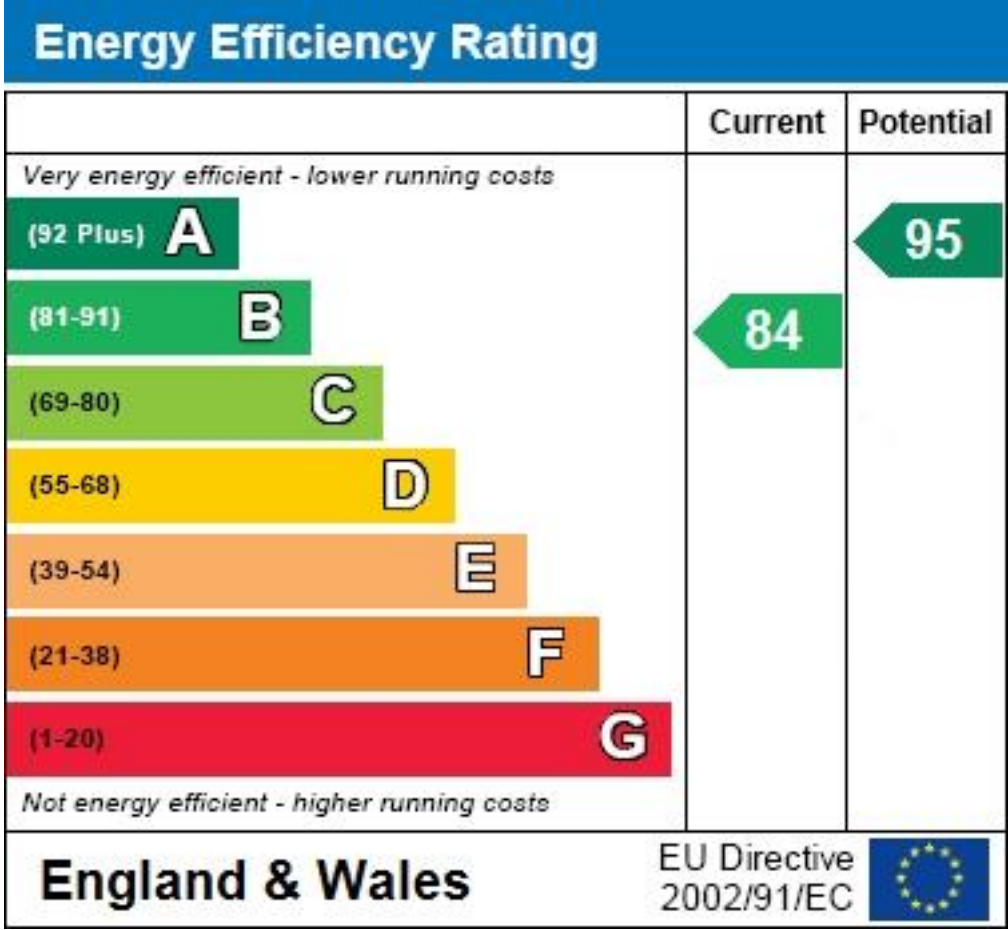 Energy Efficiency Rating
Current Potential
Very energy efficient - lower running costs
(92 Plus) A 95
(81-91) B 84
(69-80) C
(55-68) D
(39-54) E
(21-38) F
(1-20) G
Not energy efficient - higher running costs
England & Wales
EU Directive
2002/91/EC